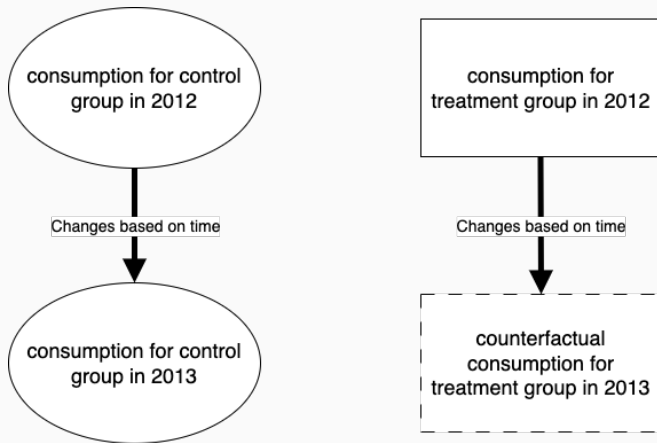 consumption for control
group in 2012
consumption for
treatment group in 2012
Changes based on time
Changes based on time
consumption for control
group in 2013
counterfactual
consumption for
treatment group in 2013